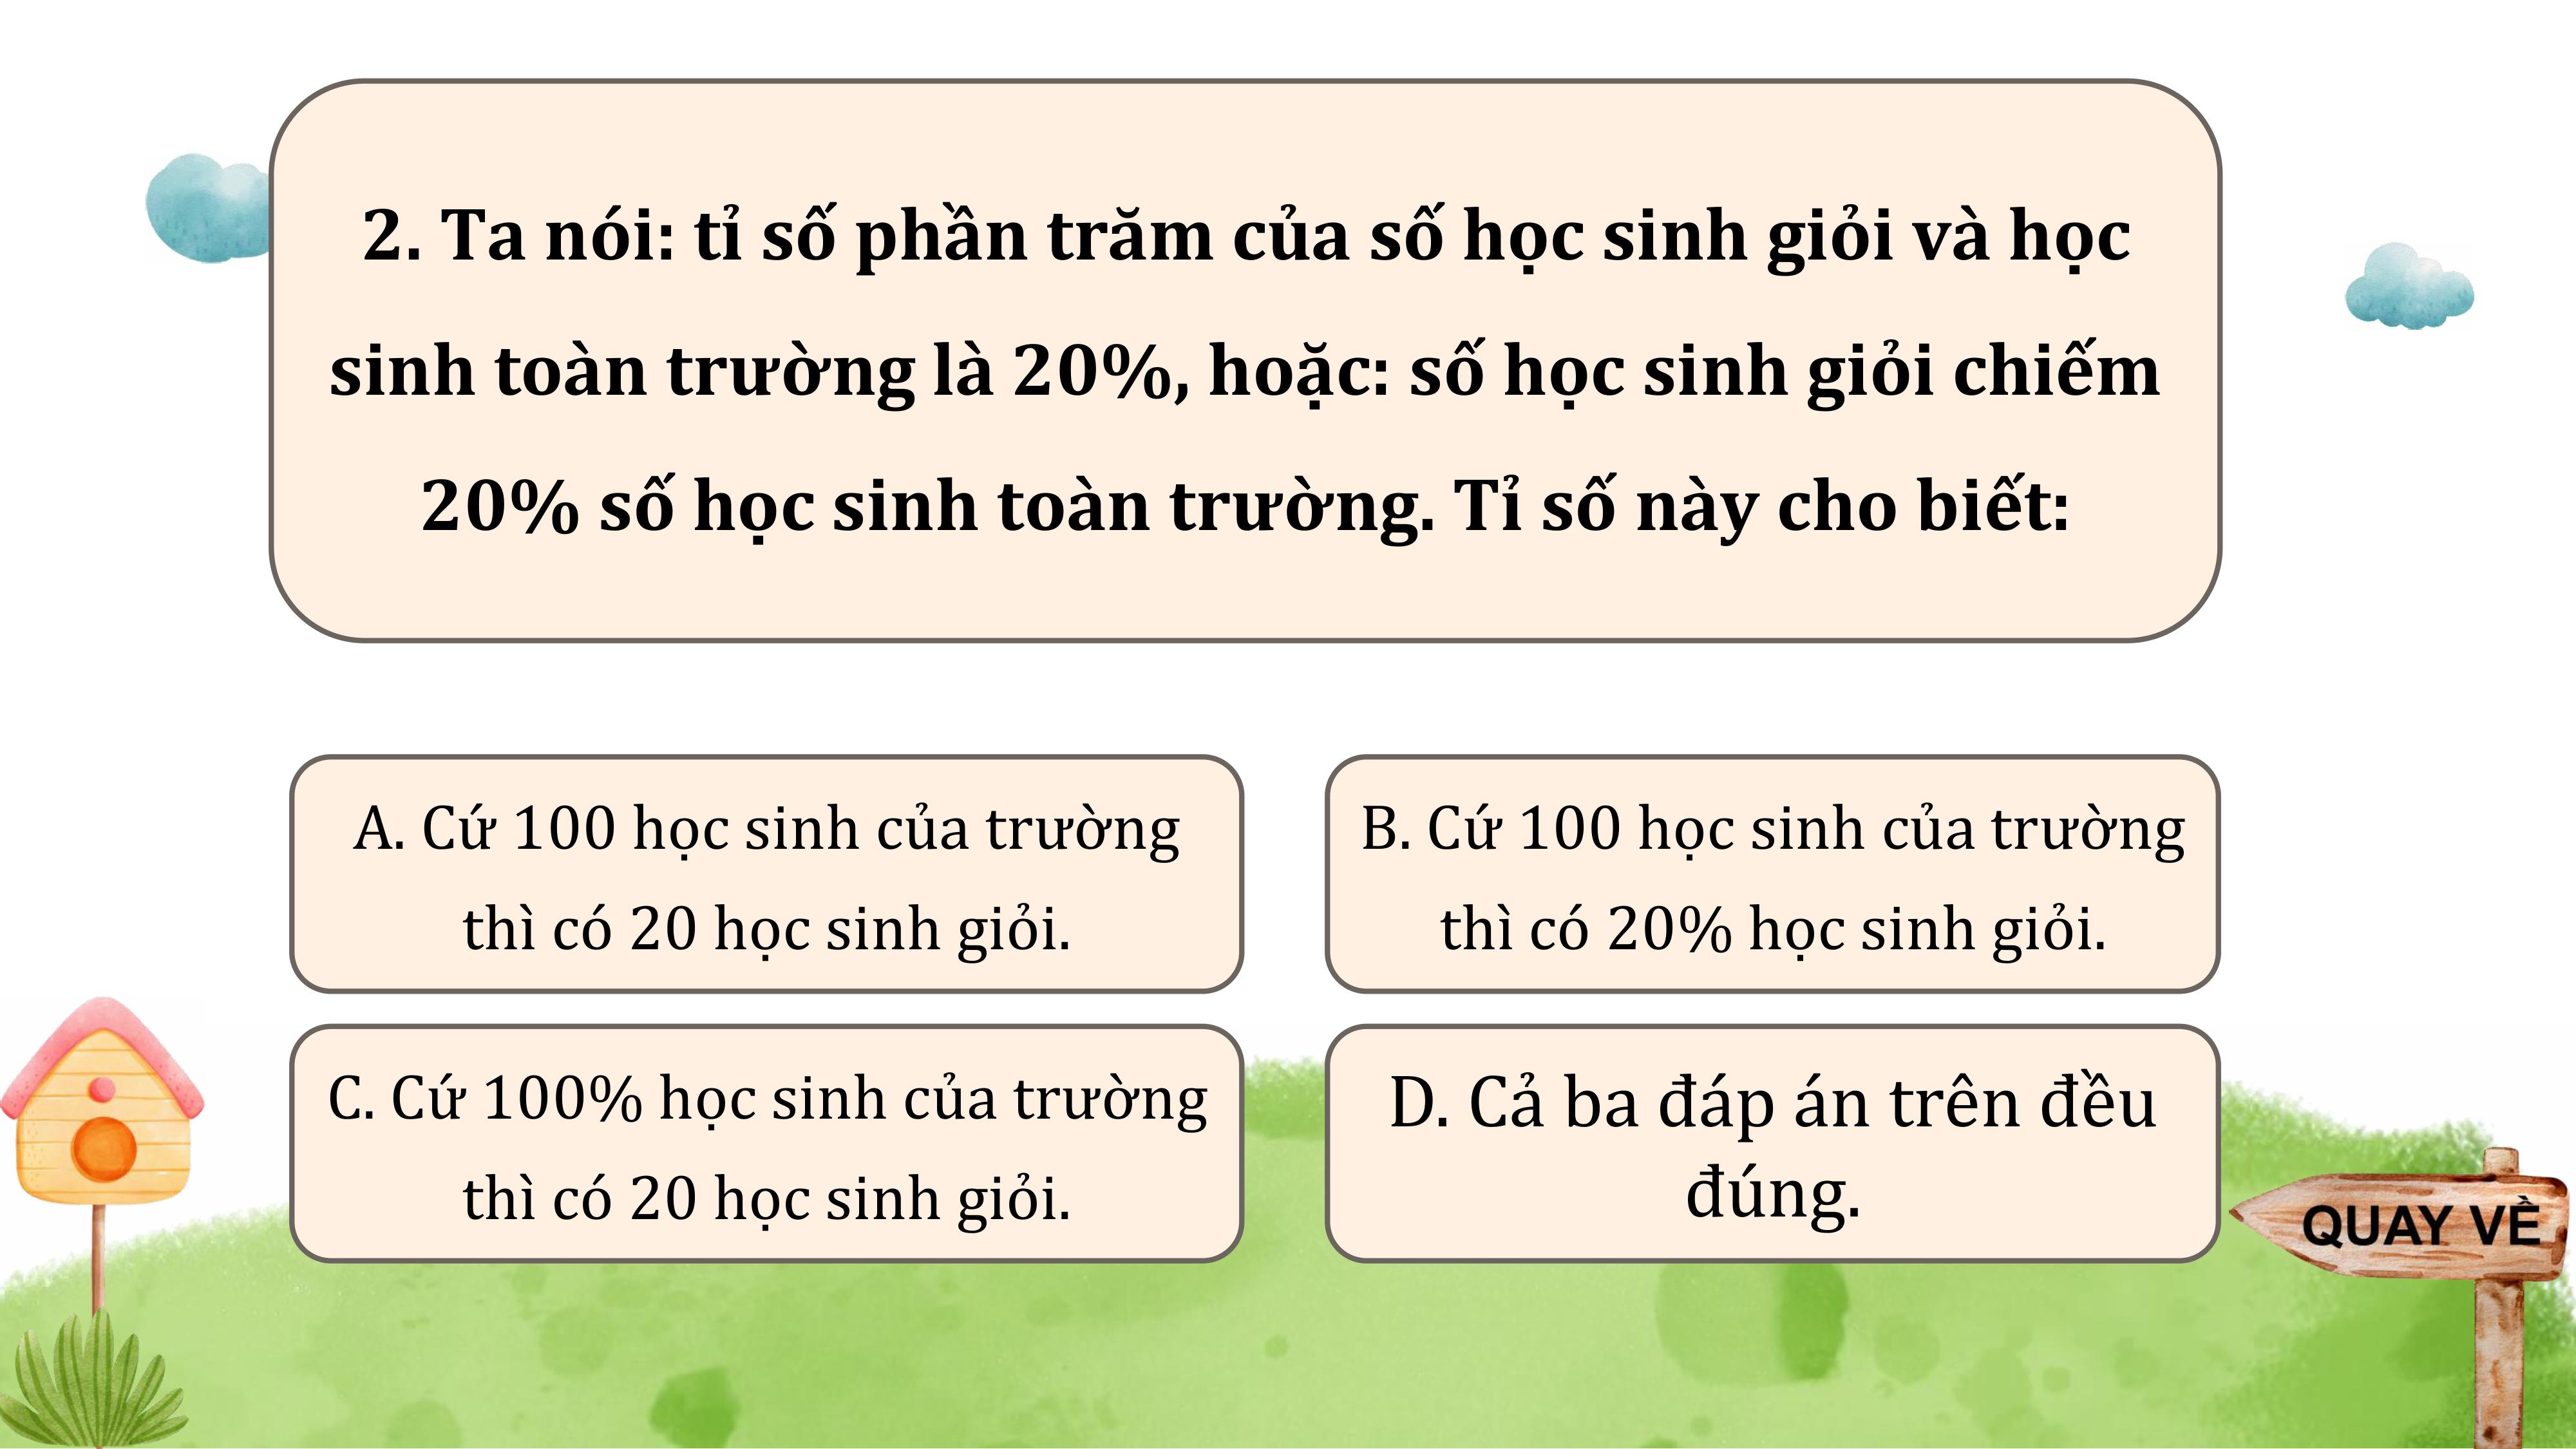 2. Ta nói: tỉ số phần trăm của số học sinh giỏi và học
sinh toàn trường là 20%, hoặc: số học sinh giỏi chiếm
20% số học sinh toàn trường. Tỉ số này cho biết:
A. Cứ 100 học sinh của trường
thì có 20 học sinh giỏi.
B. Cứ 100 học sinh của trường
thì có 20% học sinh giỏi.
C. Cứ 100% học sinh của trường
thì có 20 học sinh giỏi.
D. Cả ba đáp án trên đều
đúng.
QUAY VỀ